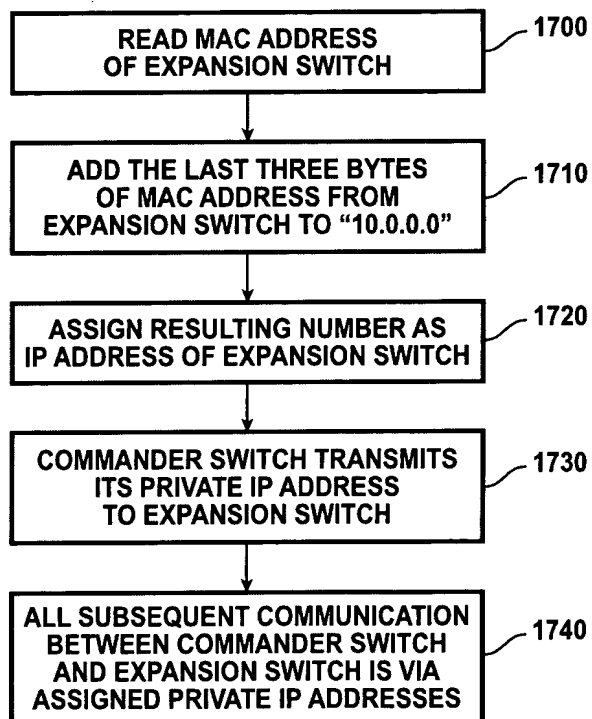 READ MAC ADDRESS
OF EXPANSION SWITCH
1700
ADD THE LAST THREE BYTES
OF MAC ADDRESS FROM
EXPANSION SWITCH TO “10.0.0.0”
1710
ASSIGN RESULTING NUMBER AS
IP ADDRESS OF EXPANSION SWITCH
1720
COMMANDER SWITCH TRANSMITS
ITS PRIVATE IP ADDRESS
TO EXPANSION SWITCH
1730
ALL SUBSEQUENT COMMUNICATION
BETWEEN COMMANDER SWITCH
AND EXPANSION SWITCH IS VIA
ASSIGNED PRIVATE IP ADDRESSES
1740